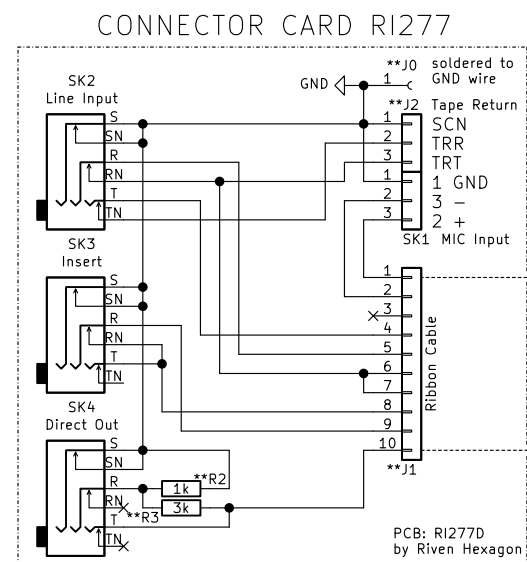 CONNECTOR CARD RI277
**J0
soldered to
GND wire
GND
1
SK2
Line Input
S
SN
R
RN
T
TN
**J2 Tape Return
1 SCN
2 TRR
3 TRT
1 1 GND
2 3 -
3 2 +
SK1 MIC Input
SK3
Insert
S
SN
R
RN
T
TN
1
2
3
4
5
6
7
8
9
10
Ribbon Cable
**J1
SK4
Direct Out
S
SN
R
RN
T
TN
**R2
1k
**R3
3k
PCB: RI277D
by Riven Hexagon